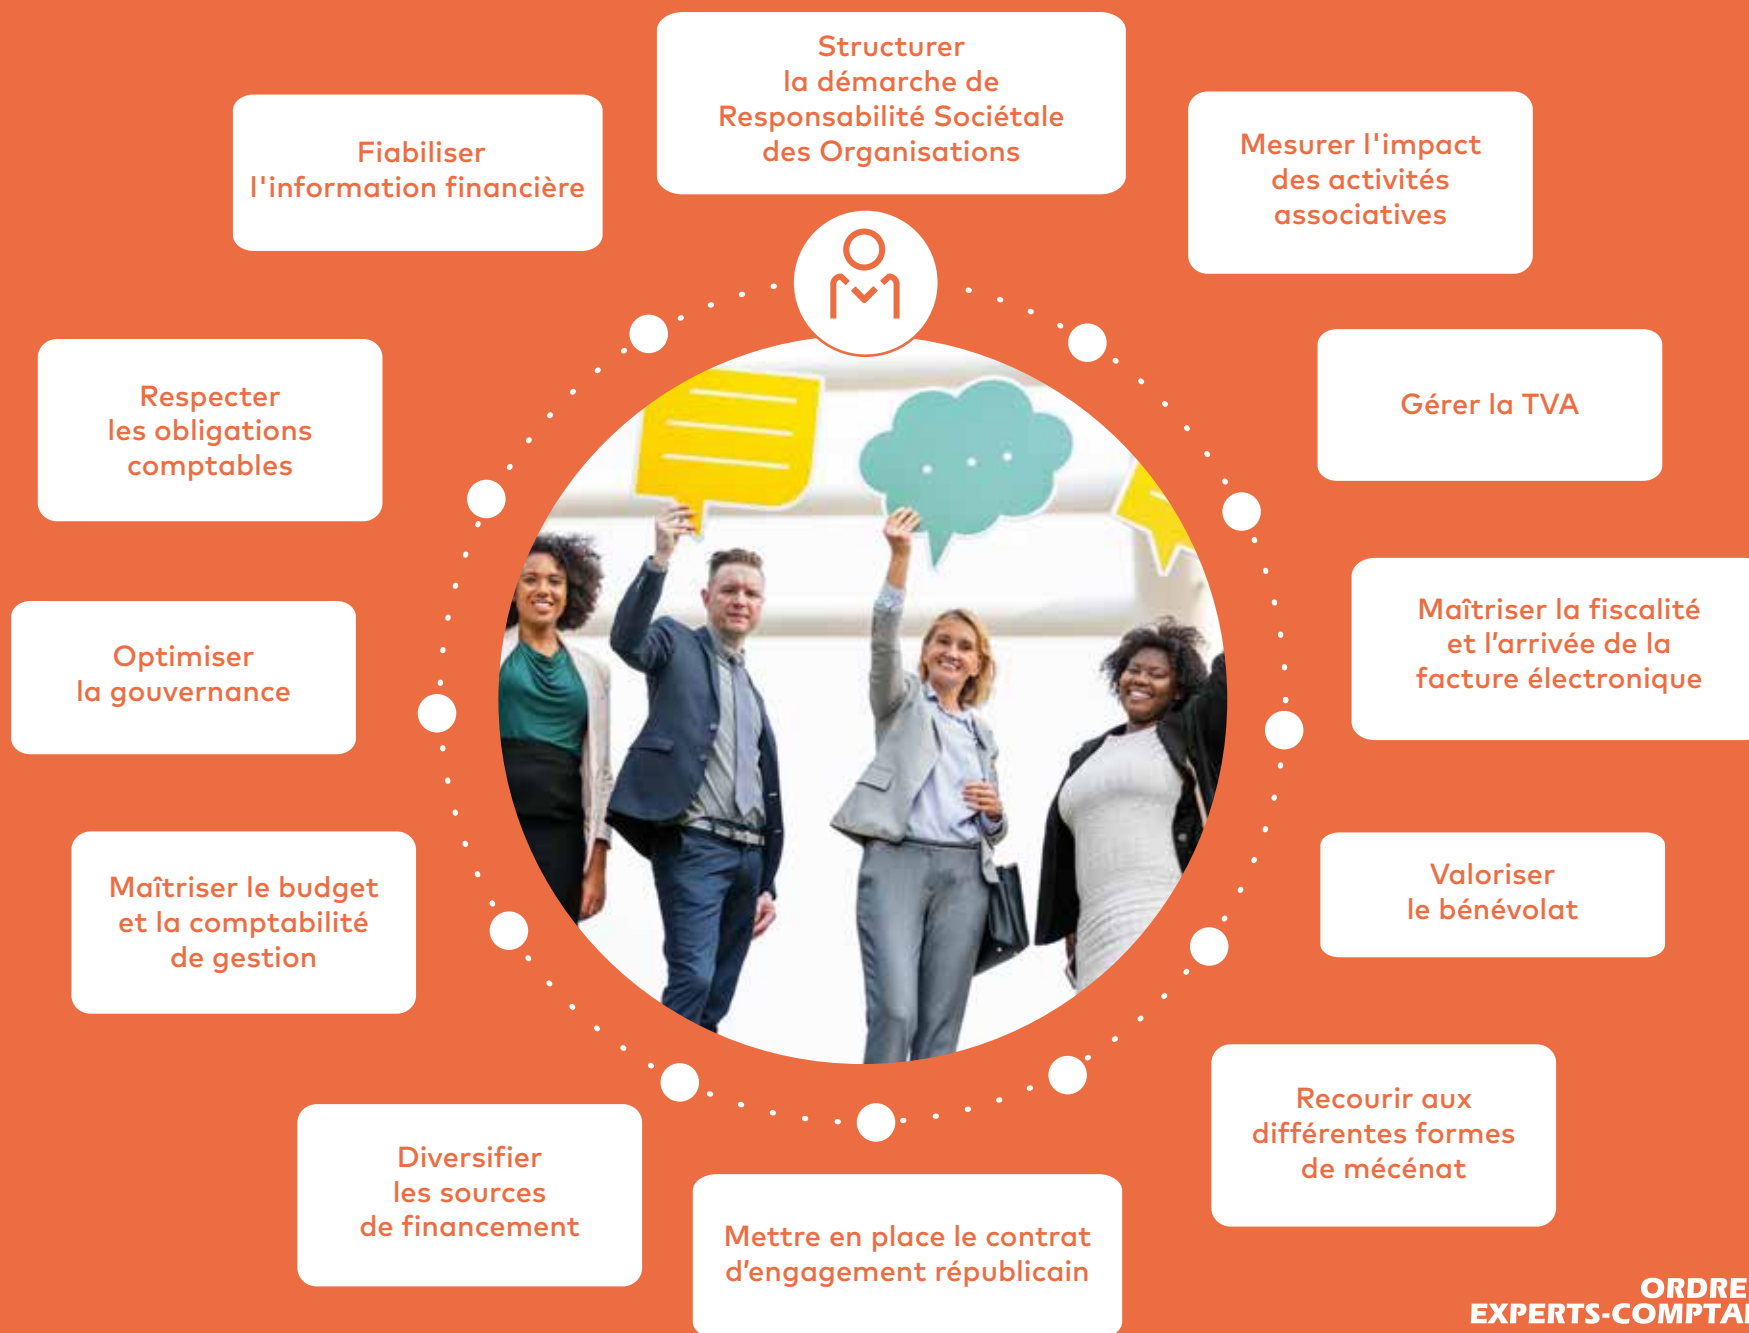 Structurer
la démarche de
Responsabilité Sociétale
des Organisations
Fiabiliser
l'information financière
Mesurer l'impact
des activités
associatives
Respecter
les obligations
comptables
Gérer la TVA
Optimiser
la gouvernance
Maîtriser la fiscalité
et l’arrivée de la
facture électronique
Maîtriser le budget
et la comptabilité
de gestion
Valoriser
le bénévolat
Diversifier
les sources
de financement
Recourir aux
différentes formes
de mécénat
Mettre en place le contrat
d’engagement républicain
ORDRE